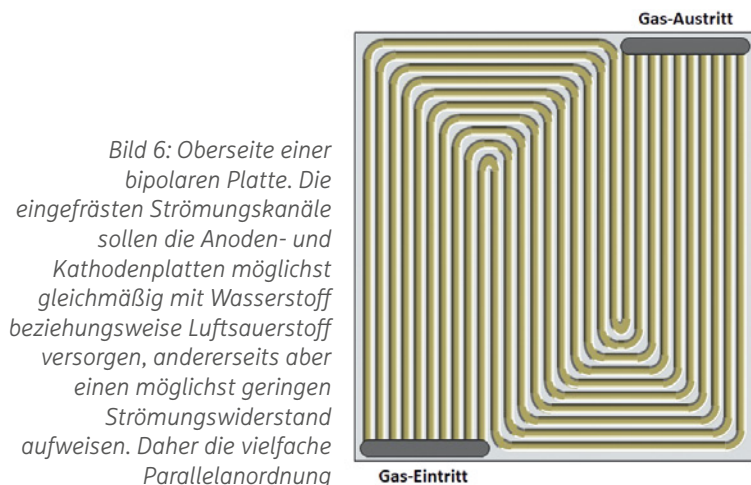 Gas-Austritt
Bild 6: Oberseite einer
bipolaren Platte. Die
eingefrästen Strömungskanäle
sollen die Anoden- und
Kathodenplatten möglichst
gleichmäßig mit Wasserstoff
beziehungsweise Luftsauerstoff
versorgen, andererseits aber
einen möglichst geringen
Strömungswiderstand
aufweisen. Daher die vielfache
Parallelanordnung
Gas-Eintritt